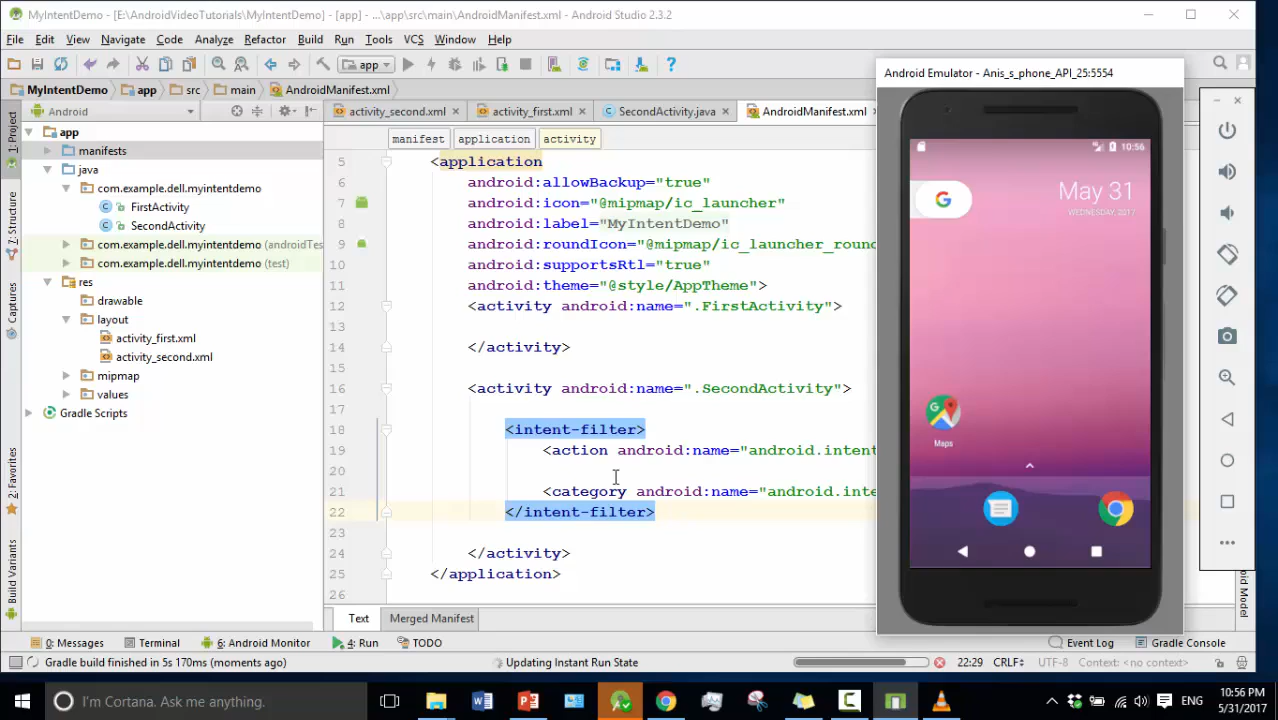 MyIntentDemo - [E:\AndroidVideoTutorials\MyIntentDemo] - [app] - ...\app\src\main\AndroidManifest.xml - Android Studio 2.3.2
File Edit View Navigate Code Analyze Refactor Build Run Tools VCS Window Help
app
MyIntentDemo app src main AndroidManifest.xml
1: Project
7: Structure
Captures
2: Favorites
Build Variants
Android
app
manifests
java
com.example.dell.myintentdemo
FirstActivity
SecondActivity
com.example.dell.myintentdemo (androidTes
com.example.dell.myintentdemo (test)
res
drawable
layout
activity_first.xml
activity_second.xml
mipmap
values
Gradle Scripts
activity_second.xml activity_first.xml SecondActivity.java AndroidManifest.xml
manifest application activity
5 <application
6 android:allowBackup="true"
7 android:icon="@mipmap/ic_launcher"
8 android:label="MyIntentDemo"
9 android:roundIcon="@mipmap/ic_launcher_roun
10 android:supportsRtl="true"
11 android:theme="@style/AppTheme">
12 <activity android:name=".FirstActivity">
13
14 </activity>
15
16 <activity android:name=".SecondActivity">
17
18 <intent-filter>
19 <action android:name="android.intent
20
21 <category android:name="android.inte
22 </intent-filter>
23
24 </activity>
25 </application>
26
Text Merged Manifest
Android Emulator - Anis_s_phone_API_25:5554
10:56
G
May 31
WEDNESDAY, 2017
Maps
0: Messages Terminal 6: Android Monitor 4: Run TODO Event Log Gradle Console
Gradle build finished in 5s 170ms (moments ago) Updating Instant Run State 22:29 CRLF UTF-8 Context: <no context>
I'm Cortana. Ask me anything.
ENG
10:56 PM
5/31/2017